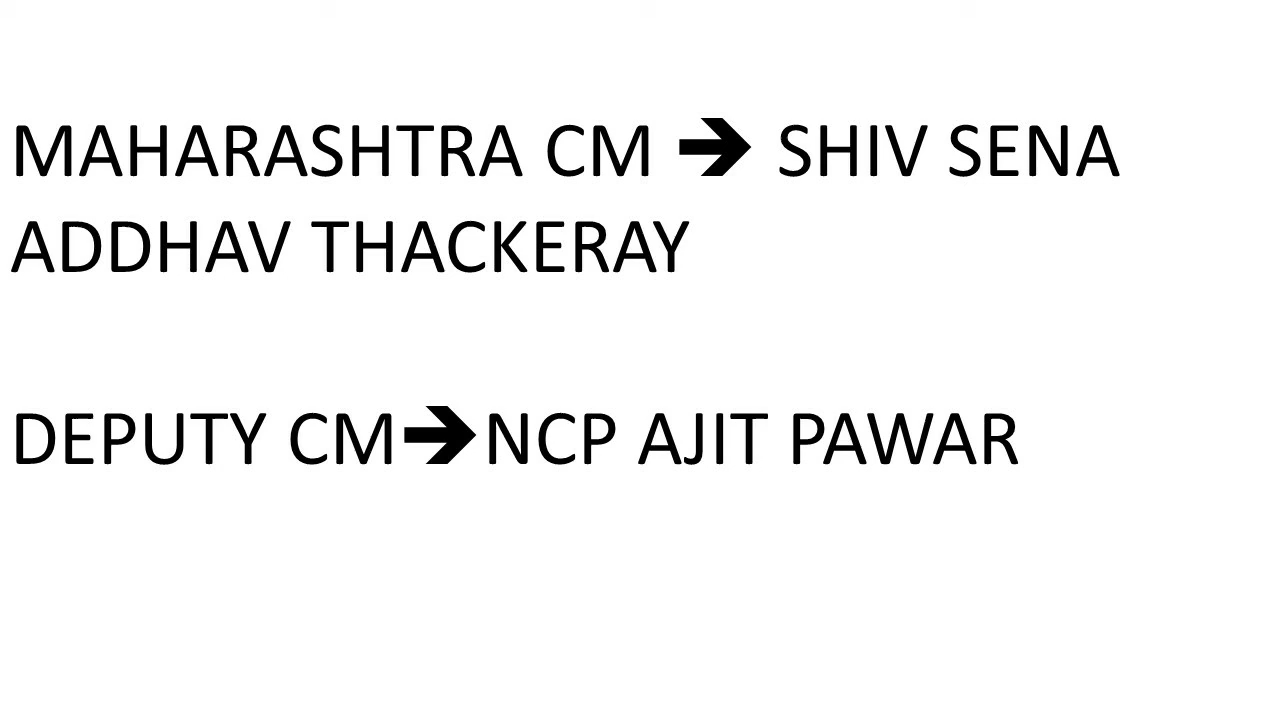 MAHARASHTRA CM → SHIV SENA
ADDHAV THACKERAY
DEPUTY CM→NCP AJIT PAWAR